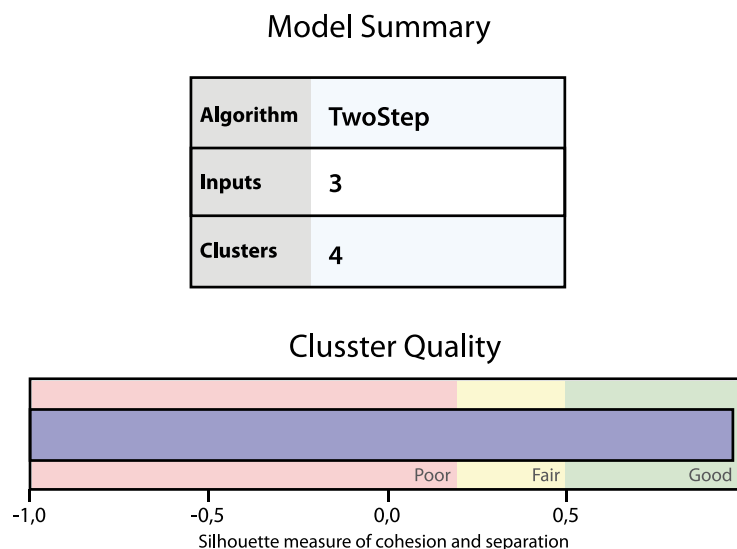 Model Summary
Algorithm TwoStep
Inputs 3
Clusters 4
Clusster Quality
Poor Fair Good
-1,0 -0,5 0,0 0,5
Silhouette measure of cohesion and separation